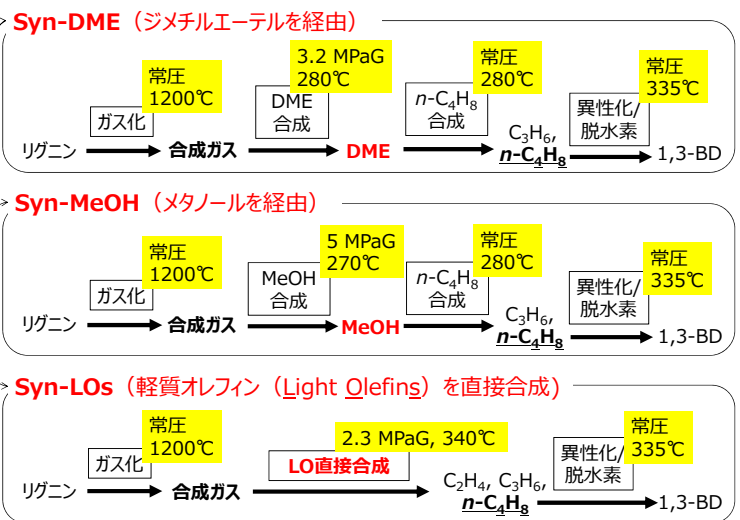 Syn-DME（ジメチルエーテルを経由）
常圧
1200℃
3.2 MPaG
280℃
常圧
280℃
常圧
335℃
ガス化
DME
合成
n-C4H8
合成
異性化/
脱水素
リグニン
合成ガス
DME
C3H6,
n-C4H8
1,3-BD
Syn-MeOH（メタノールを経由）
常圧
1200℃
5 MPaG
270℃
常圧
280℃
常圧
335℃
ガス化
MeOH
合成
n-C4H8
合成
異性化/
脱水素
リグニン
合成ガス
MeOH
C3H6,
n-C4H8
1,3-BD
Syn-LOs（軽質オレフィン（Light Olefins）を直接合成)
常圧
1200℃
2.3 MPaG, 340℃
常圧
335℃
ガス化
LO直接合成
異性化/
脱水素
リグニン
合成ガス
C2H4, C3H6,
n-C4H8
1,3-BD